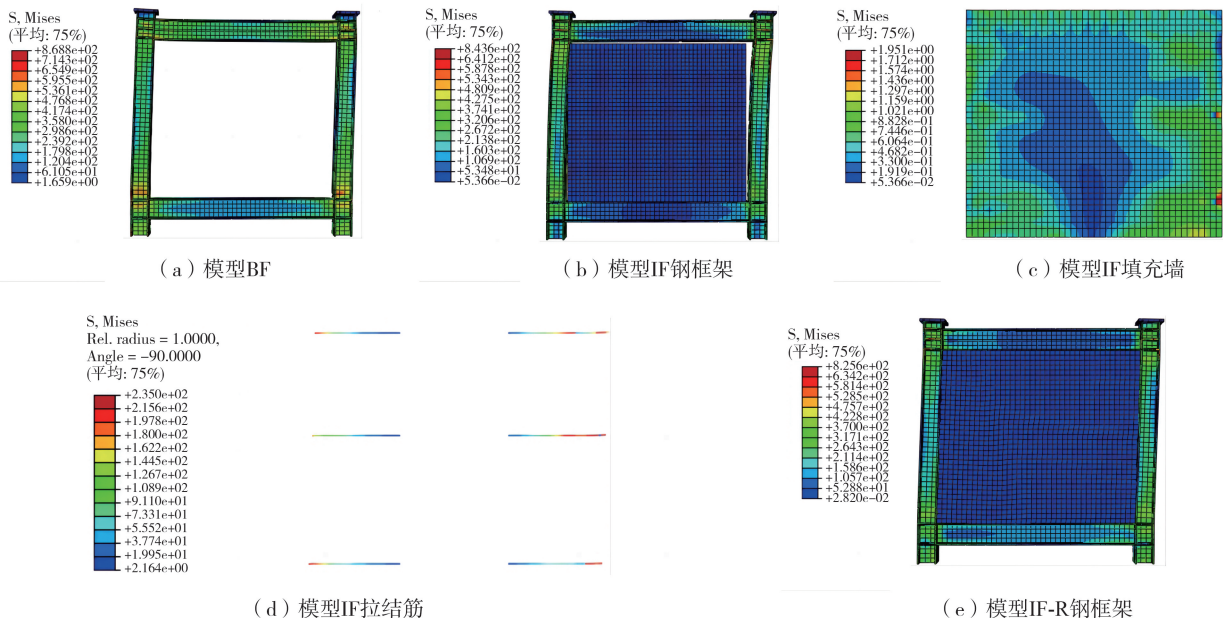 S, Mises
(平均: 75%)
+8.688e+02
+7.143e+02
+6.549e+02
+5.955e+02
+5.361e+02
+4.768e+02
+4.174e+02
+3.580e+02
+2.986e+02
+2.392e+02
+1.798e+02
+1.204e+02
+6.105e+01
+1.659e+00
(a)模型BF
S, Mises
(平均: 75%)
+8.436e+02
+6.412e+02
+5.878e+02
+5.343e+02
+4.809e+02
+4.275e+02
+3.741e+02
+3.206e+02
+2.672e+02
+2.138e+02
+1.603e+02
+1.069e+02
+5.348e+01
+5.366e-02
(b)模型IF钢框架
S, Mises
(平均: 75%)
+1.951e+00
+1.712e+00
+1.574e+00
+1.436e+00
+1.297e+00
+1.159e+00
+1.021e+00
+8.828e-01
+7.446e-01
+6.064e-01
+4.682e-01
+3.300e-01
+1.919e-01
+5.366e-02
(c)模型IF填充墙
S, Mises
Rel. radius = 1.0000,
Angle = -90.0000
(平均: 75%)
+2.350e+02
+2.156e+02
+1.978e+02
+1.800e+02
+1.622e+02
+1.445e+02
+1.267e+02
+1.089e+02
+9.110e+01
+7.331e+01
+5.552e+01
+3.774e+01
+1.995e+01
+2.164e+00
(d)模型IF拉结筋
S, Mises
(平均: 75%)
+8.256e+02
+6.342e+02
+5.814e+02
+5.285e+02
+4.757e+02
+4.228e+02
+3.700e+02
+3.171e+02
+2.643e+02
+2.114e+02
+1.586e+02
+1.057e+02
+5.288e+01
+2.820e-02
(e)模型IF-R钢框架